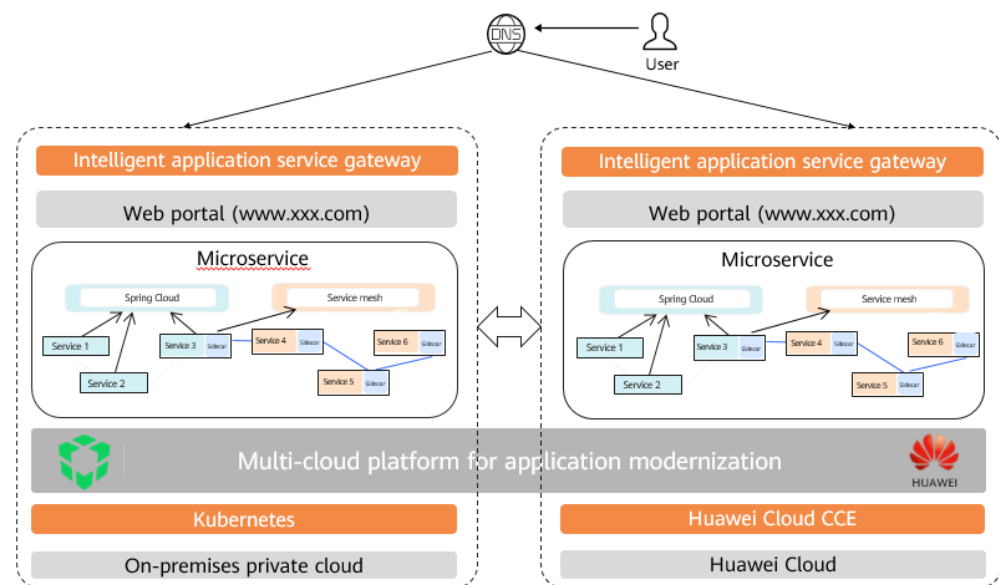 DNS
User
Intelligent application service gateway
Web portal (www.xxx.com)
Microservice
Spring Cloud
Service mesh
Service 1
Service 2
Service 3
Sidecar
Service 4
Sidecar
Service 5
Sidecar
Service 6
Sidecar
Intelligent application service gateway
Web portal (www.xxx.com)
Microservice
Spring Cloud
Service mesh
Service 1
Service 2
Service 3
Sidecar
Service 4
Sidecar
Service 5
Sidecar
Service 6
Sidecar
Multi-cloud platform for application modernization
HUAWEI
Kubernetes
On-premises private cloud
Huawei Cloud CCE
Huawei Cloud